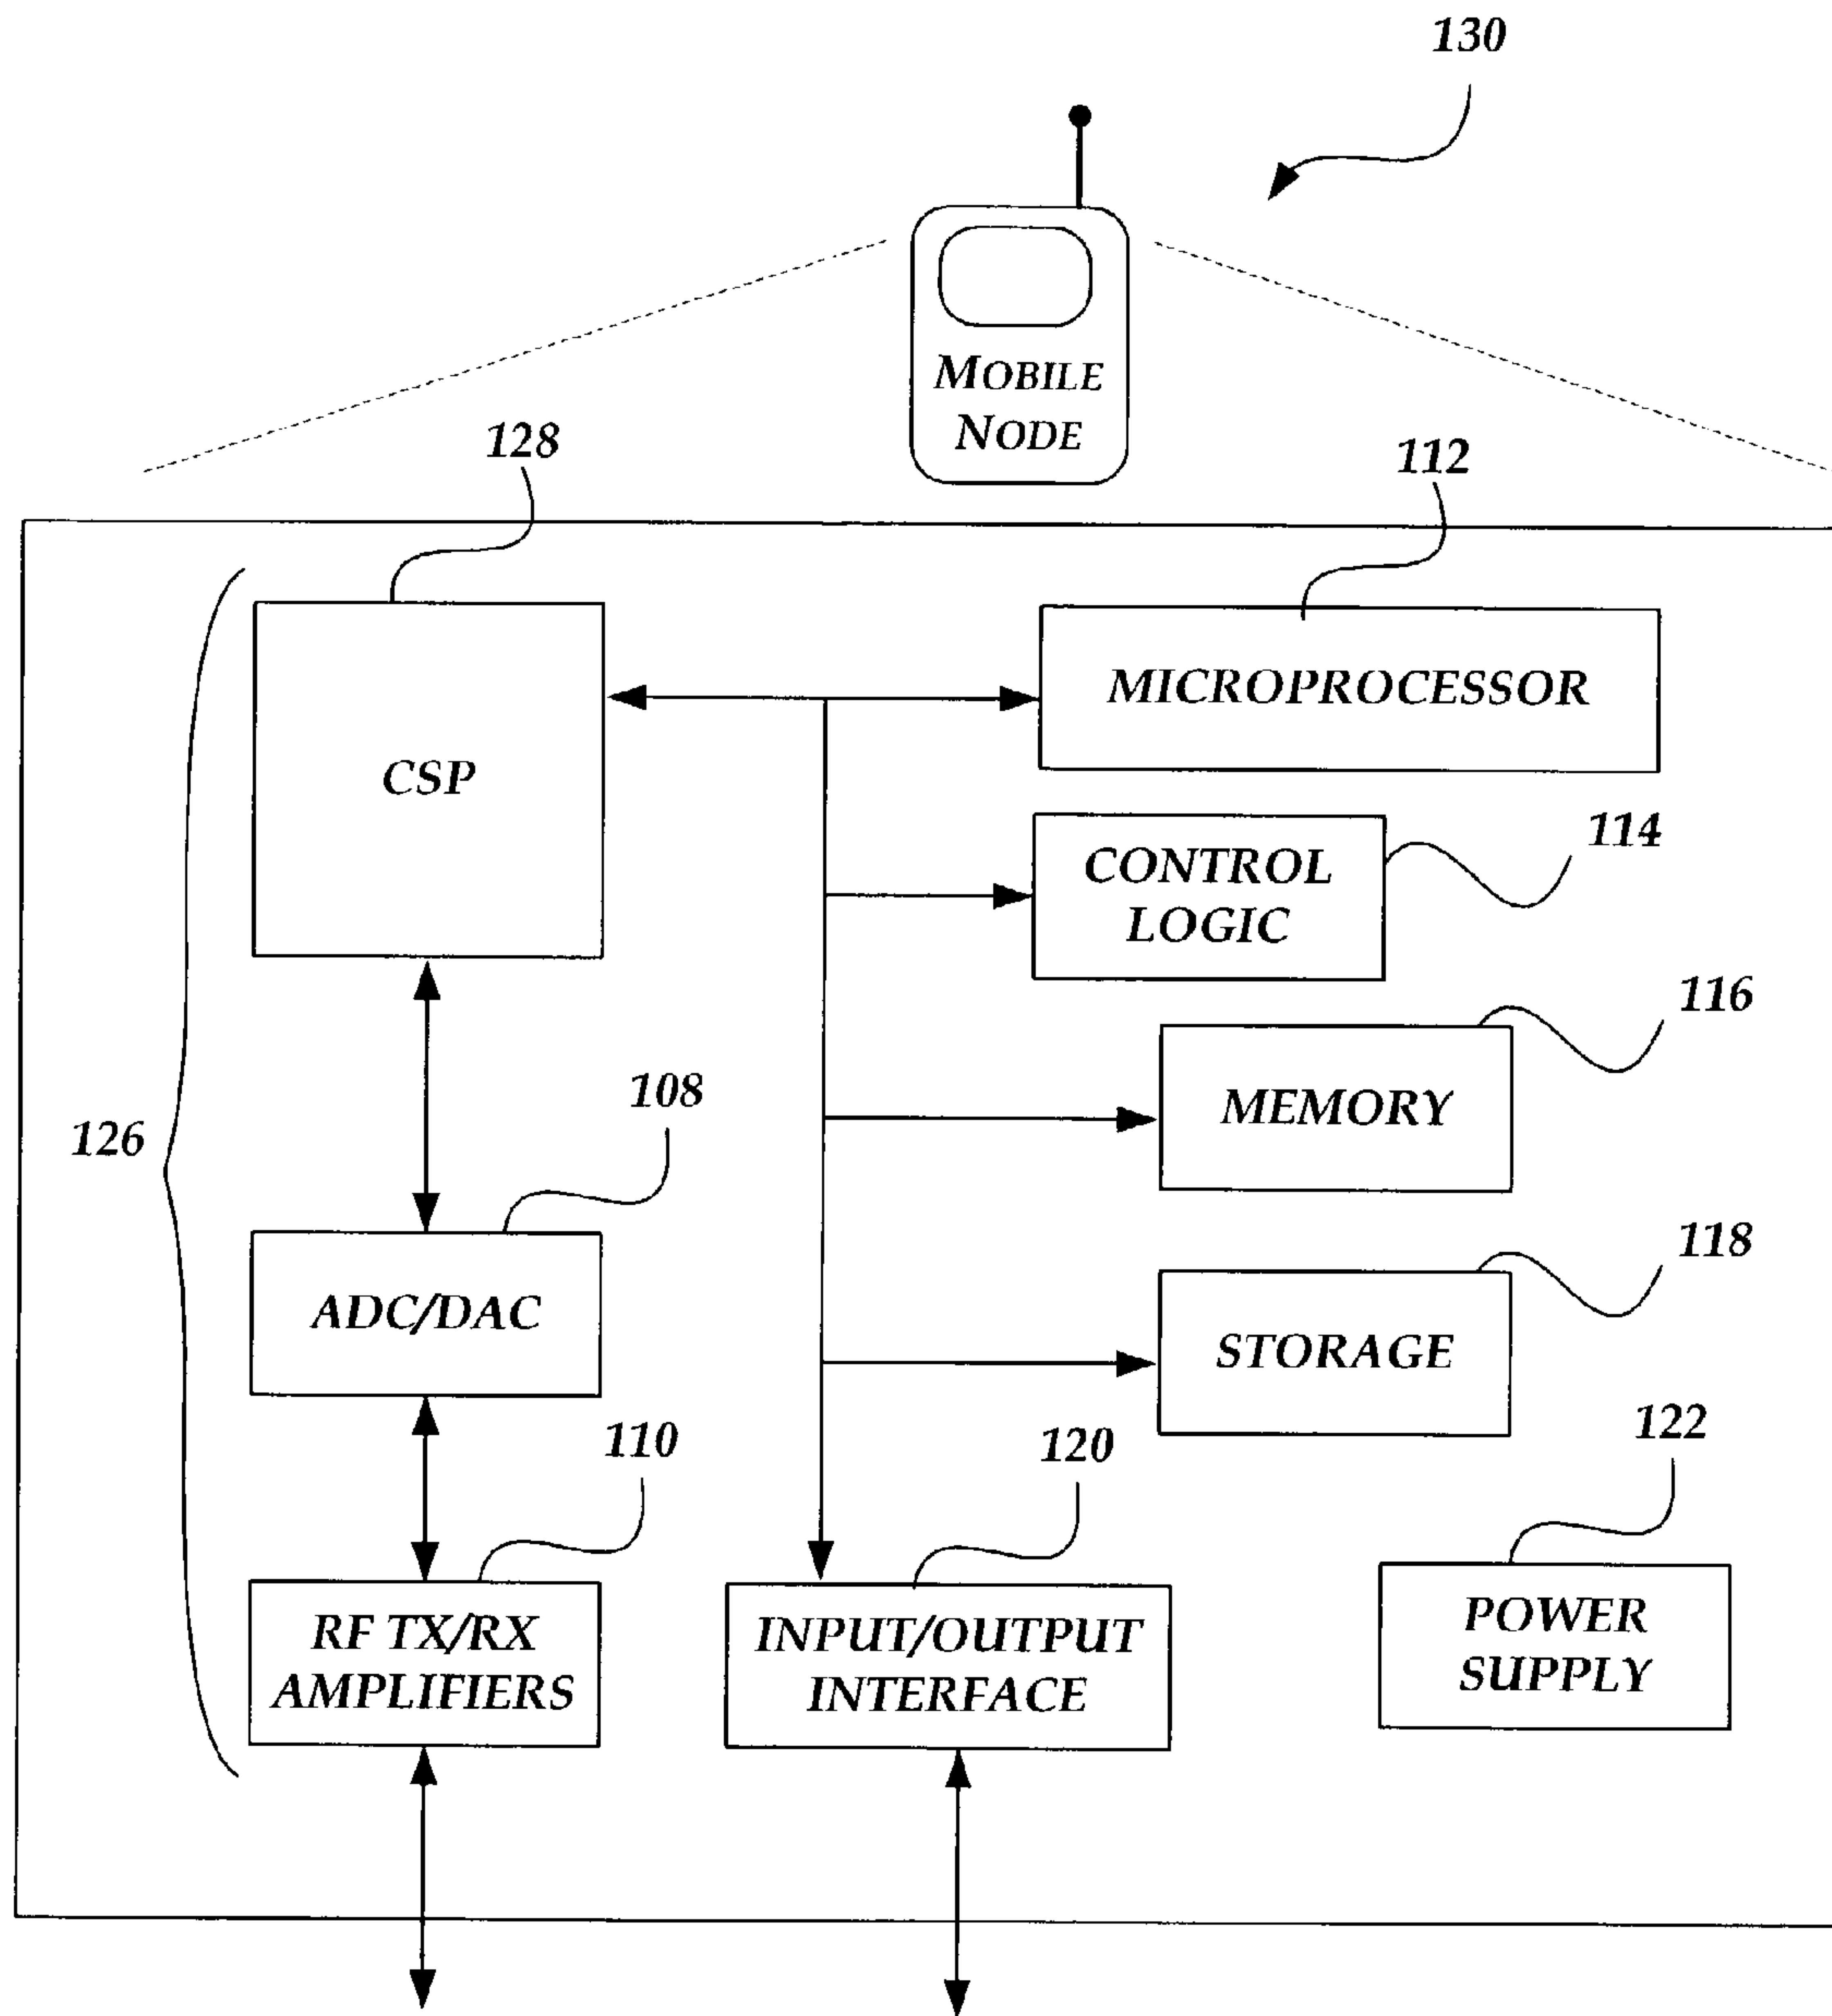 130
MOBILE
NODE
128
112
CSP
MICROPROCESSOR
114
CONTROL
LOGIC
116
MEMORY
108
126
118
ADC/DAC
STORAGE
110
120
122
RF TX/RX
AMPLIFIERS
INPUT/OUTPUT
INTERFACE
POWER
SUPPLY